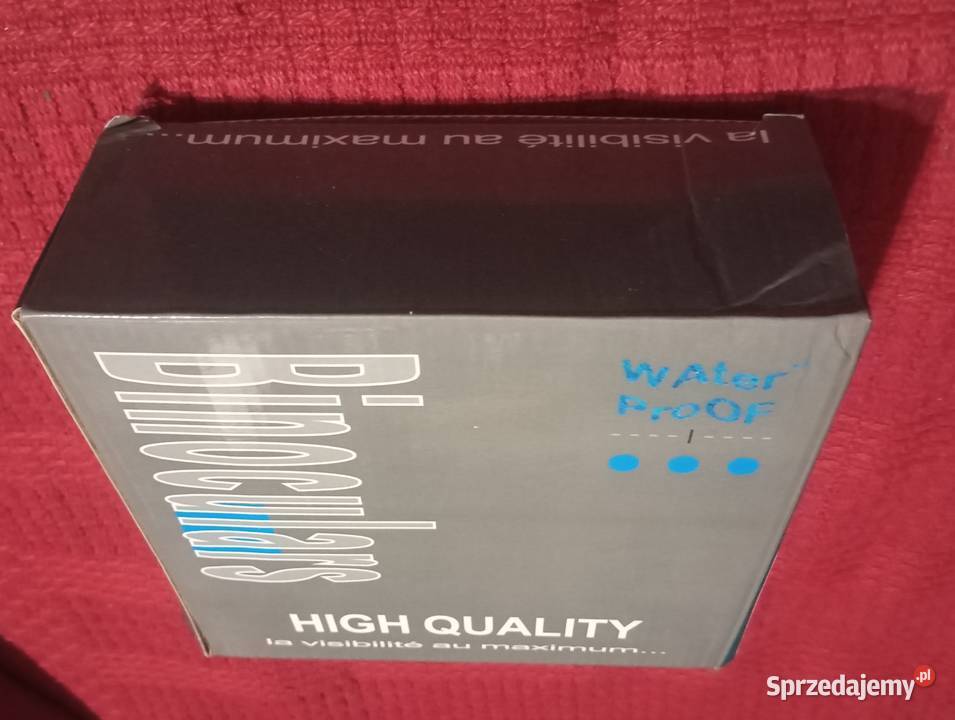 la visibilité au maximum...
WAter
ProOF
Binoculars
HIGH QUALITY
la visibilité au maximum...
Sprzedajemy.pl